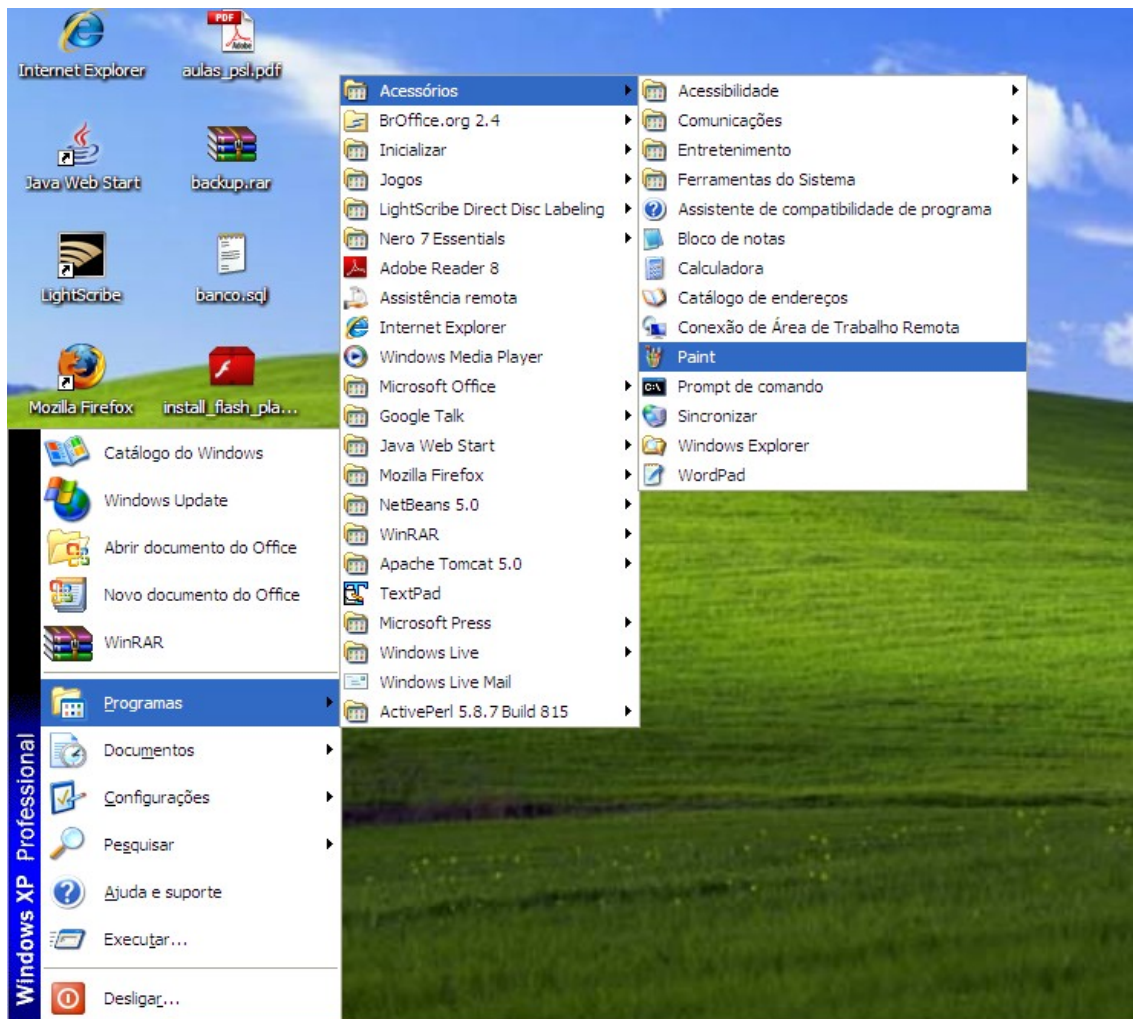 PDF
Adobe
Internet Explorer
aulas_psl.pdf
Java Web Start
backup.rar
LightScribe
banco.sql
Mozilla Firefox
install_flash_pla...
Catálogo do Windows
Windows Update
Abrir documento do Office
Novo documento do Office
WinRAR
Programas
Documentos
Configurações
Pesquisar
Ajuda e suporte
Executar...
Desligar...
Windows XP Professional
Acessórios
BrOffice.org 2.4
Inicializar
Jogos
LightScribe Direct Disc Labeling
Nero 7 Essentials
Adobe Reader 8
Assistência remota
Internet Explorer
Windows Media Player
Microsoft Office
Google Talk
Java Web Start
Mozilla Firefox
NetBeans 5.0
WinRAR
Apache Tomcat 5.0
TextPad
Microsoft Press
Windows Live
Windows Live Mail
ActivePerl 5.8.7 Build 815
Acessibilidade
Comunicações
Entretenimento
Ferramentas do Sistema
Assistente de compatibilidade de programa
Bloco de notas
Calculadora
Catálogo de endereços
Conexão de Área de Trabalho Remota
Paint
C:\
Prompt de comando
Sincronizar
Windows Explorer
WordPad